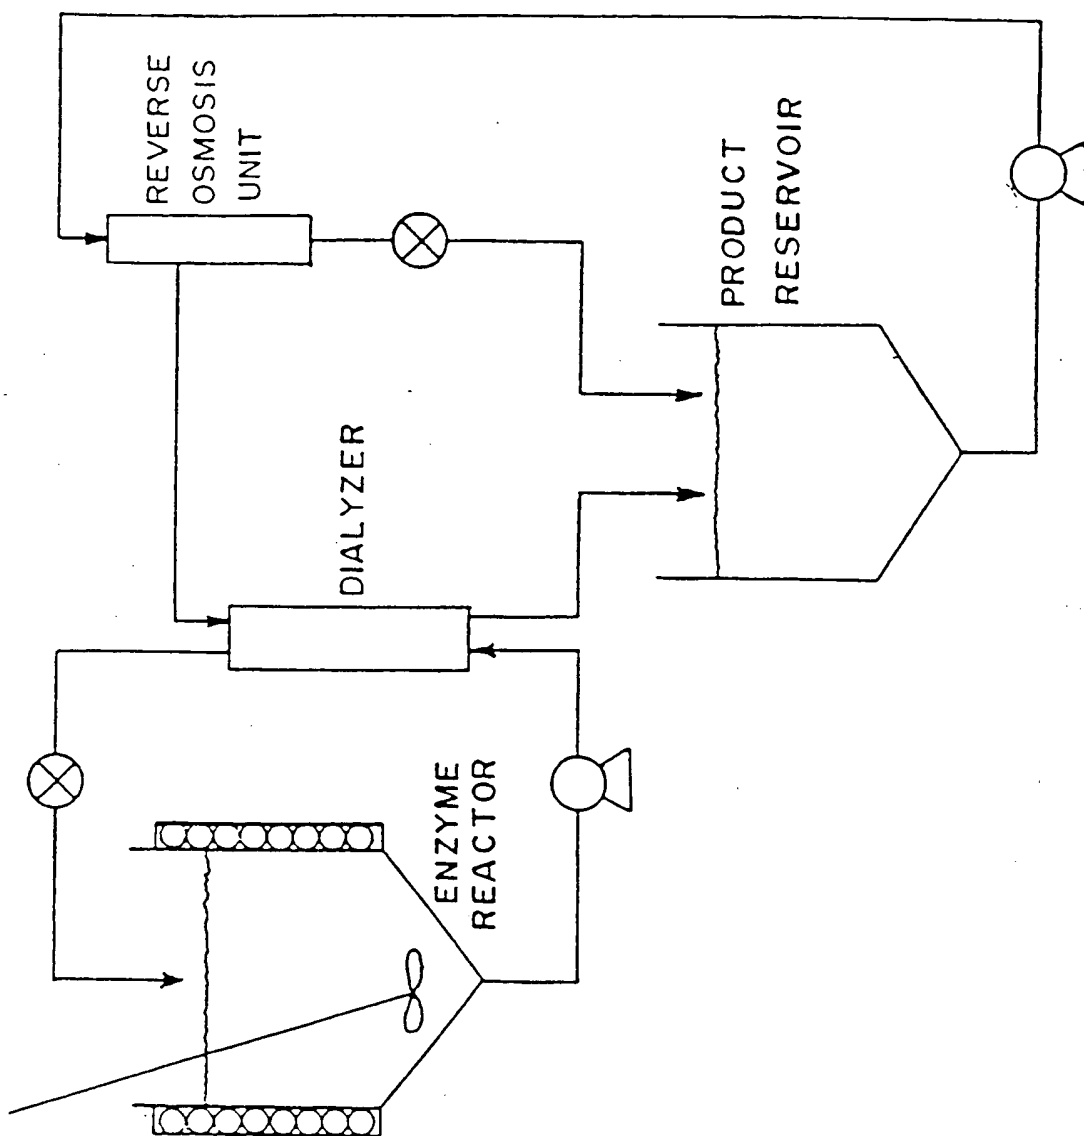 REVERSE
OSMOSIS
UNIT
PRODUCT
RESERVOIR
DIALYZER
ENZYME
REACTOR